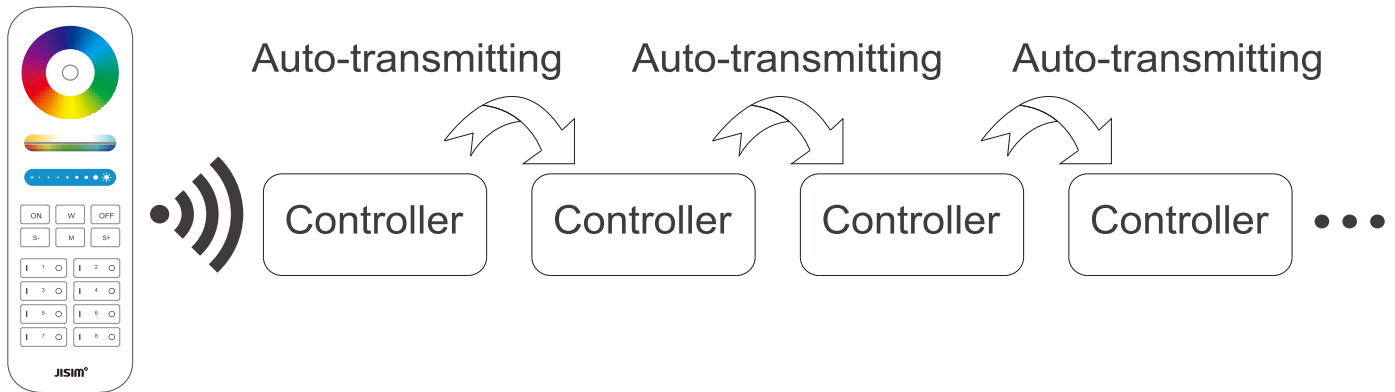 Auto-transmitting Auto-transmitting Auto-transmitting
Controller Controller Controller Controller
ON W OFF
S- M S+
I 1 O I 2 O
I 3 O I 4 O
I 5 O I 6 O
I 7 O I 8 O
JISIM°